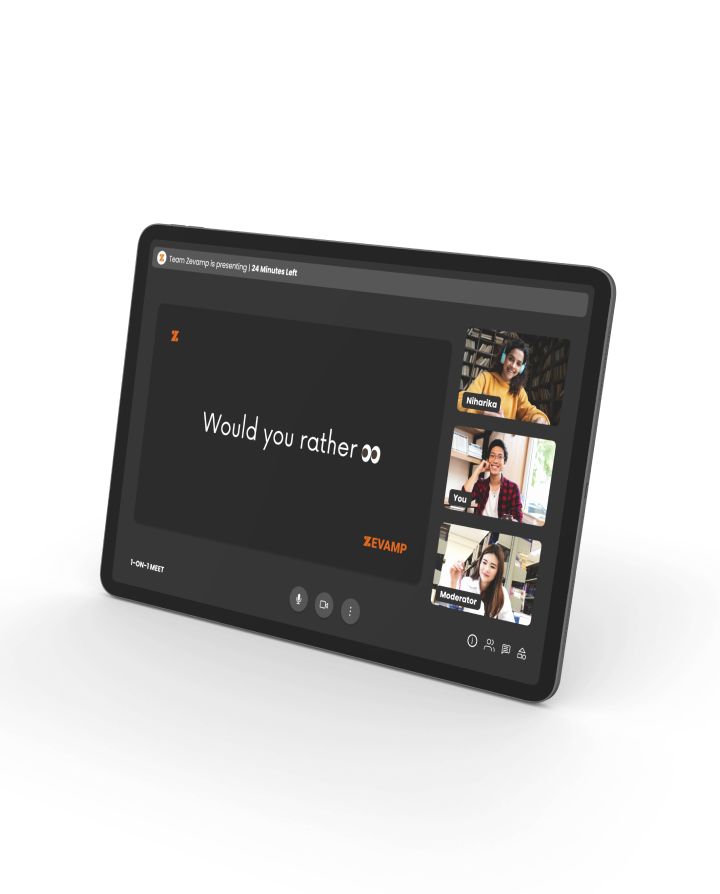 Team Zevamp is presenting | 24 Minutes Left
Would you rather 👀
ZEVAMP
Niharika
You
Moderator
1-ON-1 MEET